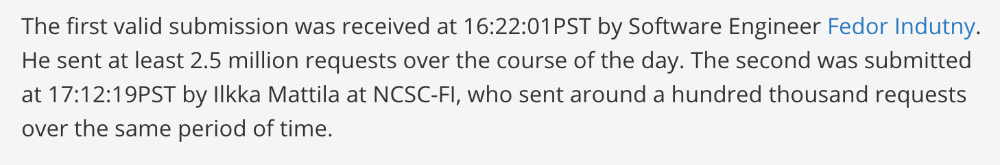 The first valid submission was received at 16:22:01PST by Software Engineer Fedor Indutny.
He sent at least 2.5 million requests over the course of the day. The second was submitted
at 17:12:19PST by Ilkka Mattila at NCSC-FI, who sent around a hundred thousand requests
over the same period of time.